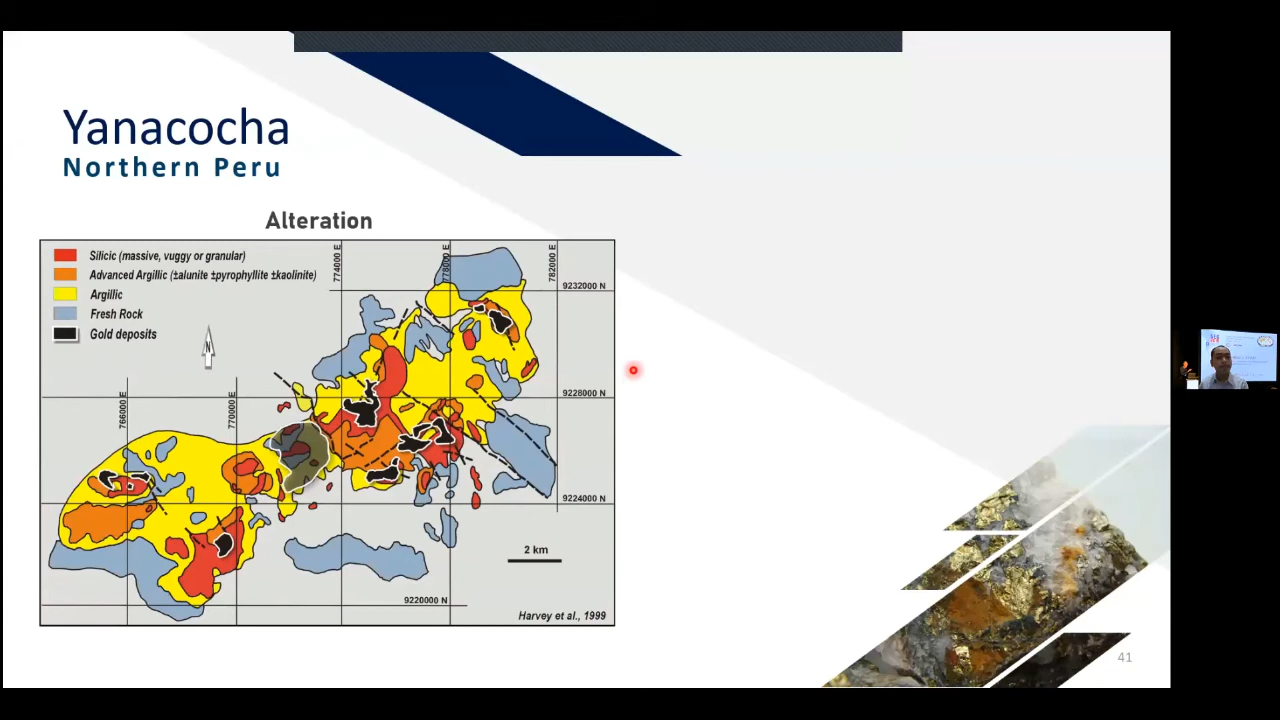 Yanacocha
Northern Peru
Alteration
Silicic (massive, vuggy or granular)
Advanced Argillic (±alunite ±pyrophyllite ±kaolinite)
Argillic
Fresh Rock
Gold deposits
N
774000 E
778000 E
782000 E
9232000 N
766000 E
770000 E
9228000 N
9224000 N
2 km
9220000 N
Harvey et al., 1999
41